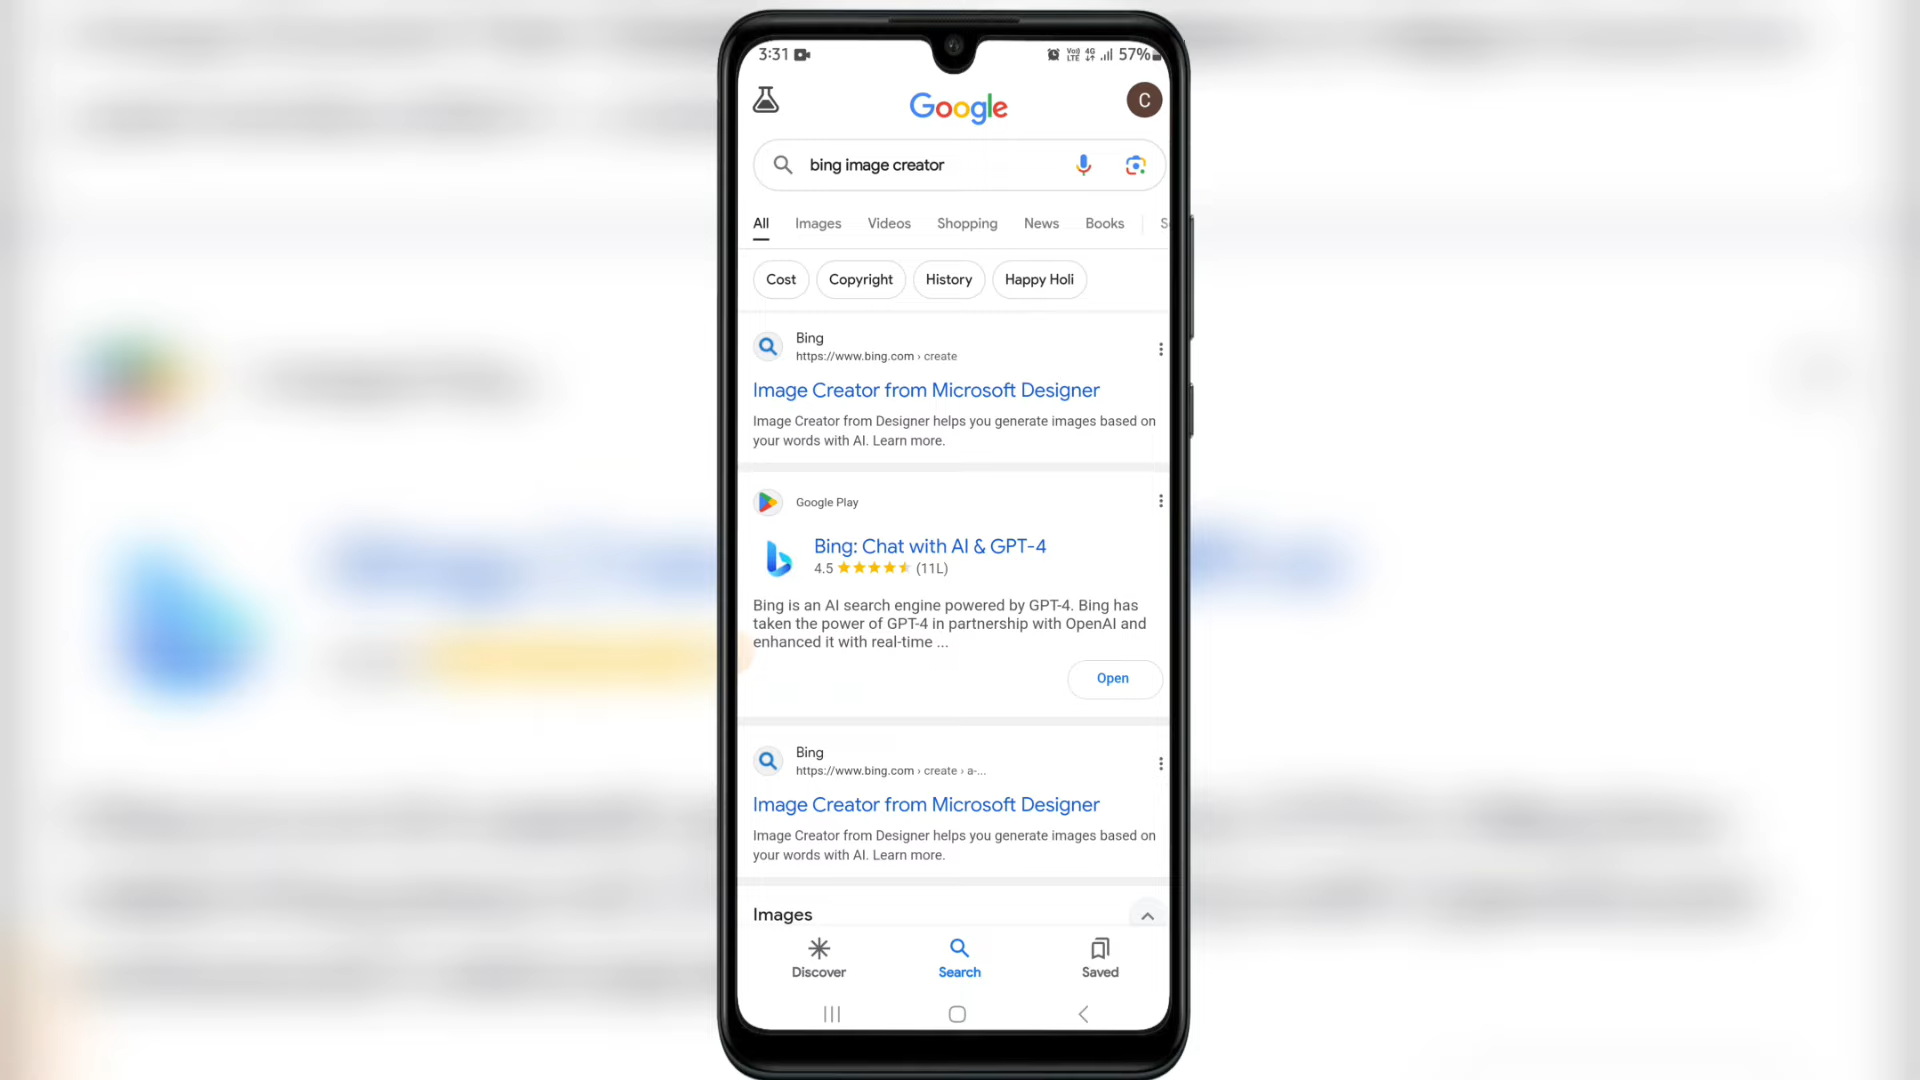 3:31 Vo)) LTE 4G 57%
Google C
bing image creator
All Images Videos Shopping News Books S
Cost Copyright History Happy Holi
Bing
https://www.bing.com › create
Image Creator from Microsoft Designer
Image Creator from Designer helps you generate images based on
your words with AI. Learn more.
Google Play
Bing: Chat with AI & GPT-4
4.5 (11L)
Bing is an AI search engine powered by GPT-4. Bing has
taken the power of GPT-4 in partnership with OpenAI and
enhanced it with real-time ...
Open
Bing
https://www.bing.com › create › a-...
Image Creator from Microsoft Designer
Image Creator from Designer helps you generate images based on
your words with AI. Learn more.
Images
Discover Search Saved